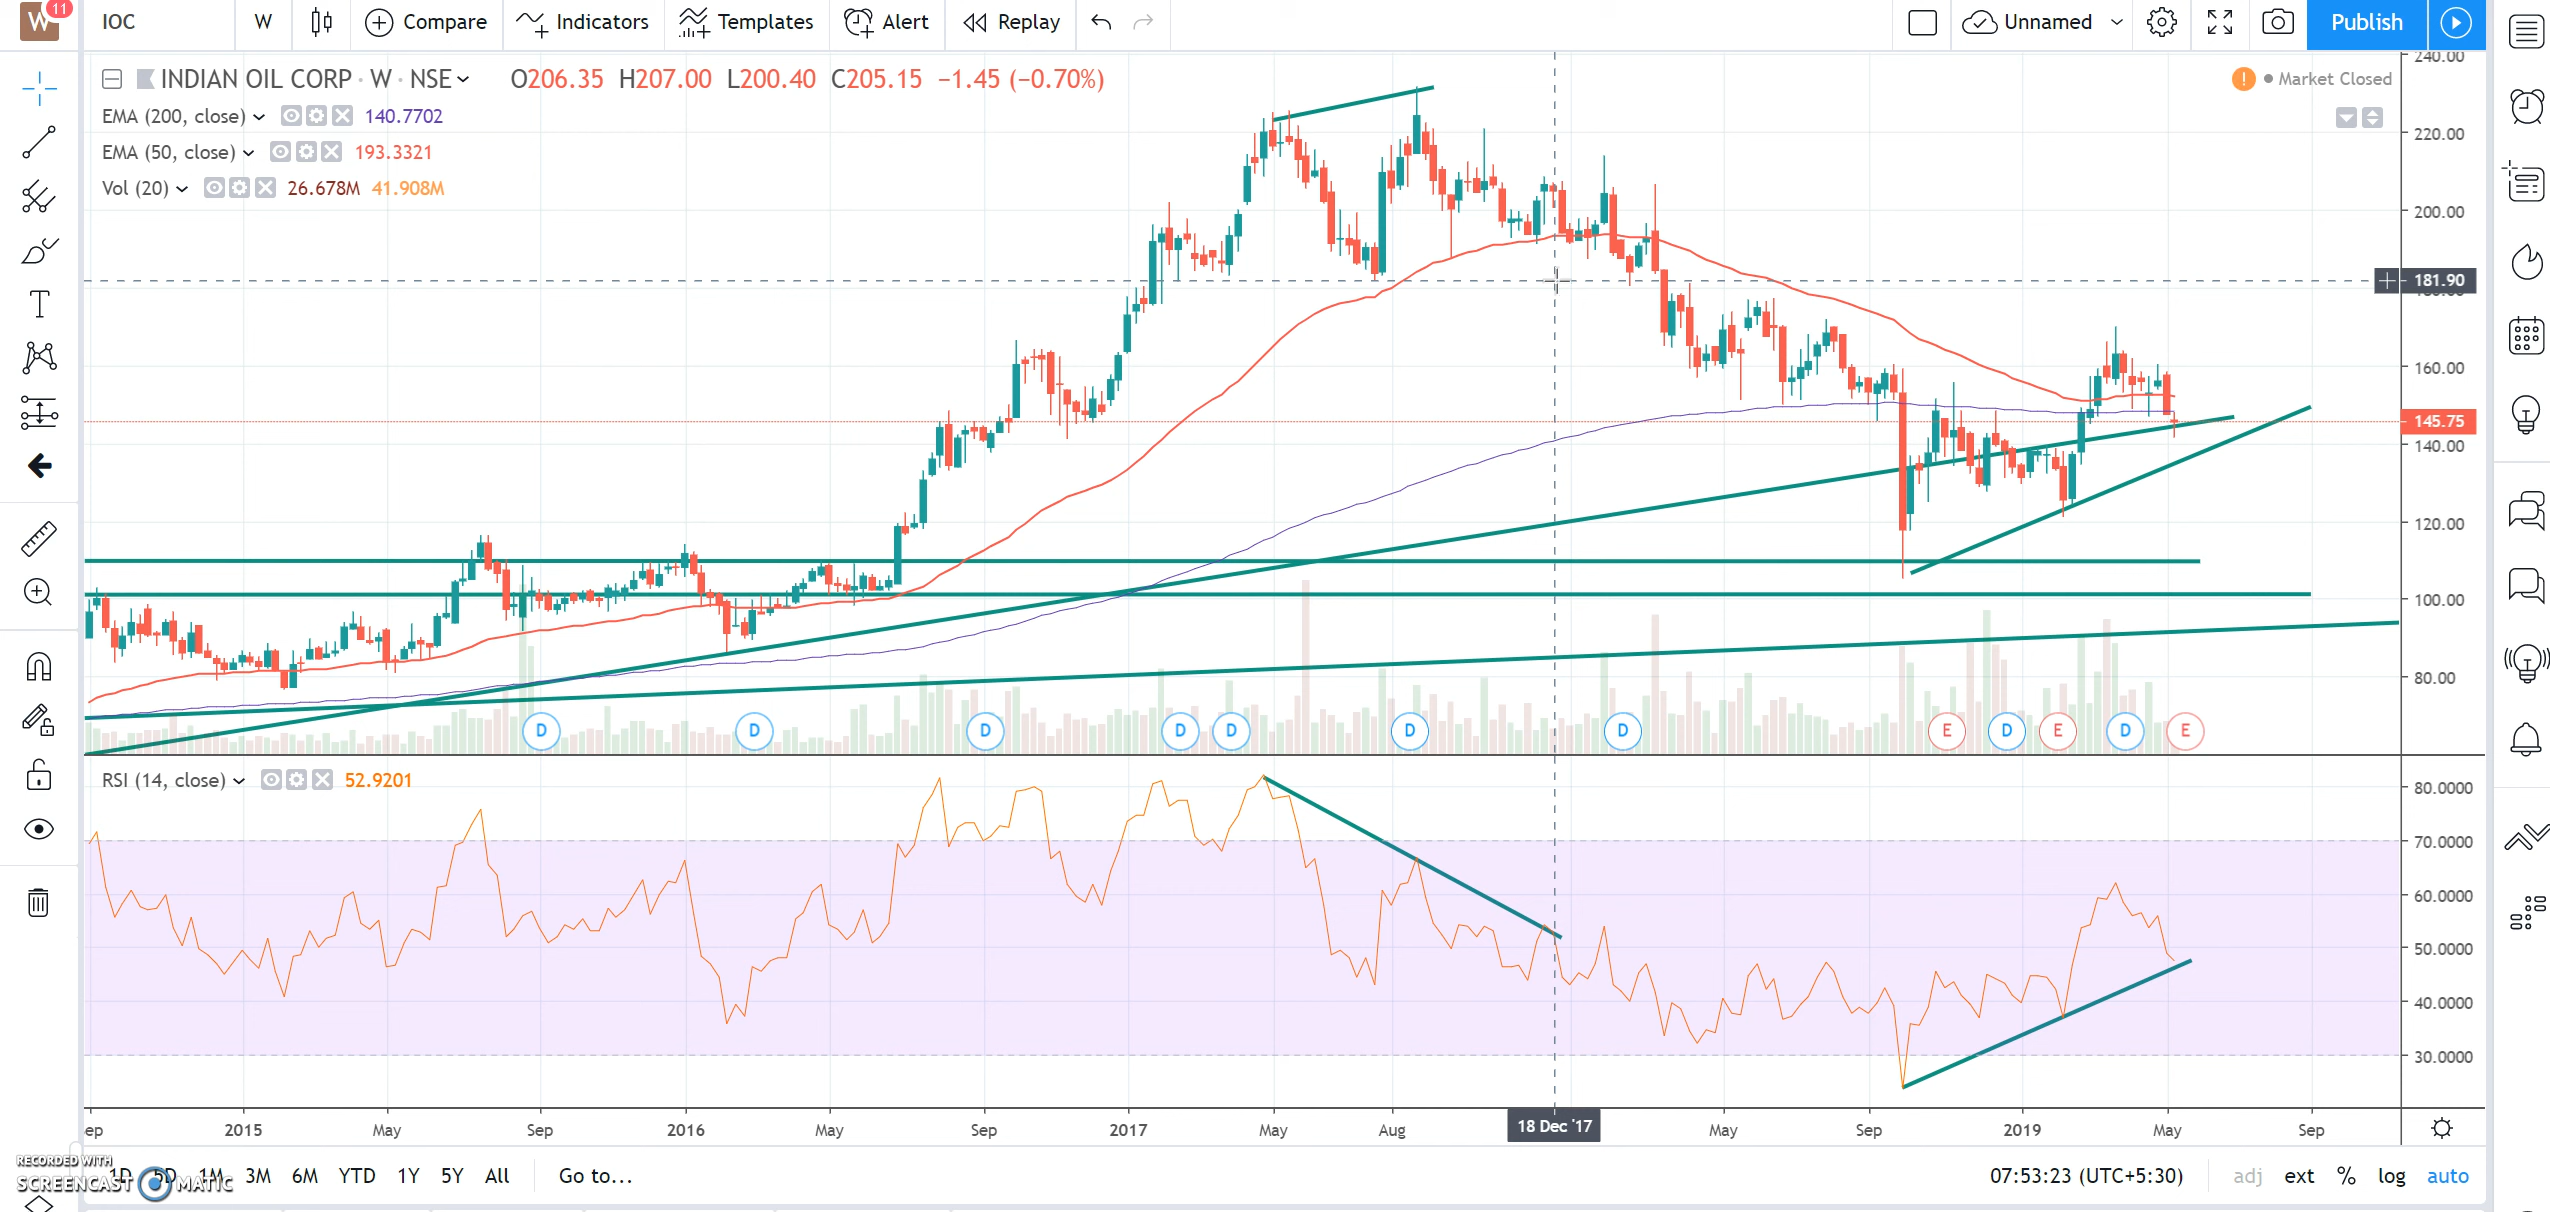 W 11 IOC W Compare Indicators Templates Alert Replay Unnamed Publish
INDIAN OIL CORP · W · NSE O206.35 H207.00 L200.40 C205.15 −1.45 (−0.70%)
! Market Closed
EMA (200, close) 140.7702
EMA (50, close) 193.3321
Vol (20) 26.678M 41.908M
240.00
220.00
200.00
181.90
160.00
145.75
140.00
120.00
100.00
80.00
D D D D D D D E D E D E
RSI (14, close) 52.9201
80.0000
70.0000
60.0000
50.0000
40.0000
30.0000
ep 2015 May Sep 2016 May Sep 2017 May Aug 18 Dec '17 May Sep 2019 May Sep
1D 5D 1M 3M 6M YTD 1Y 5Y All Go to... 07:53:23 (UTC+5:30) adj ext % log auto
RECORDED WITH
SCREENCAST MATIC